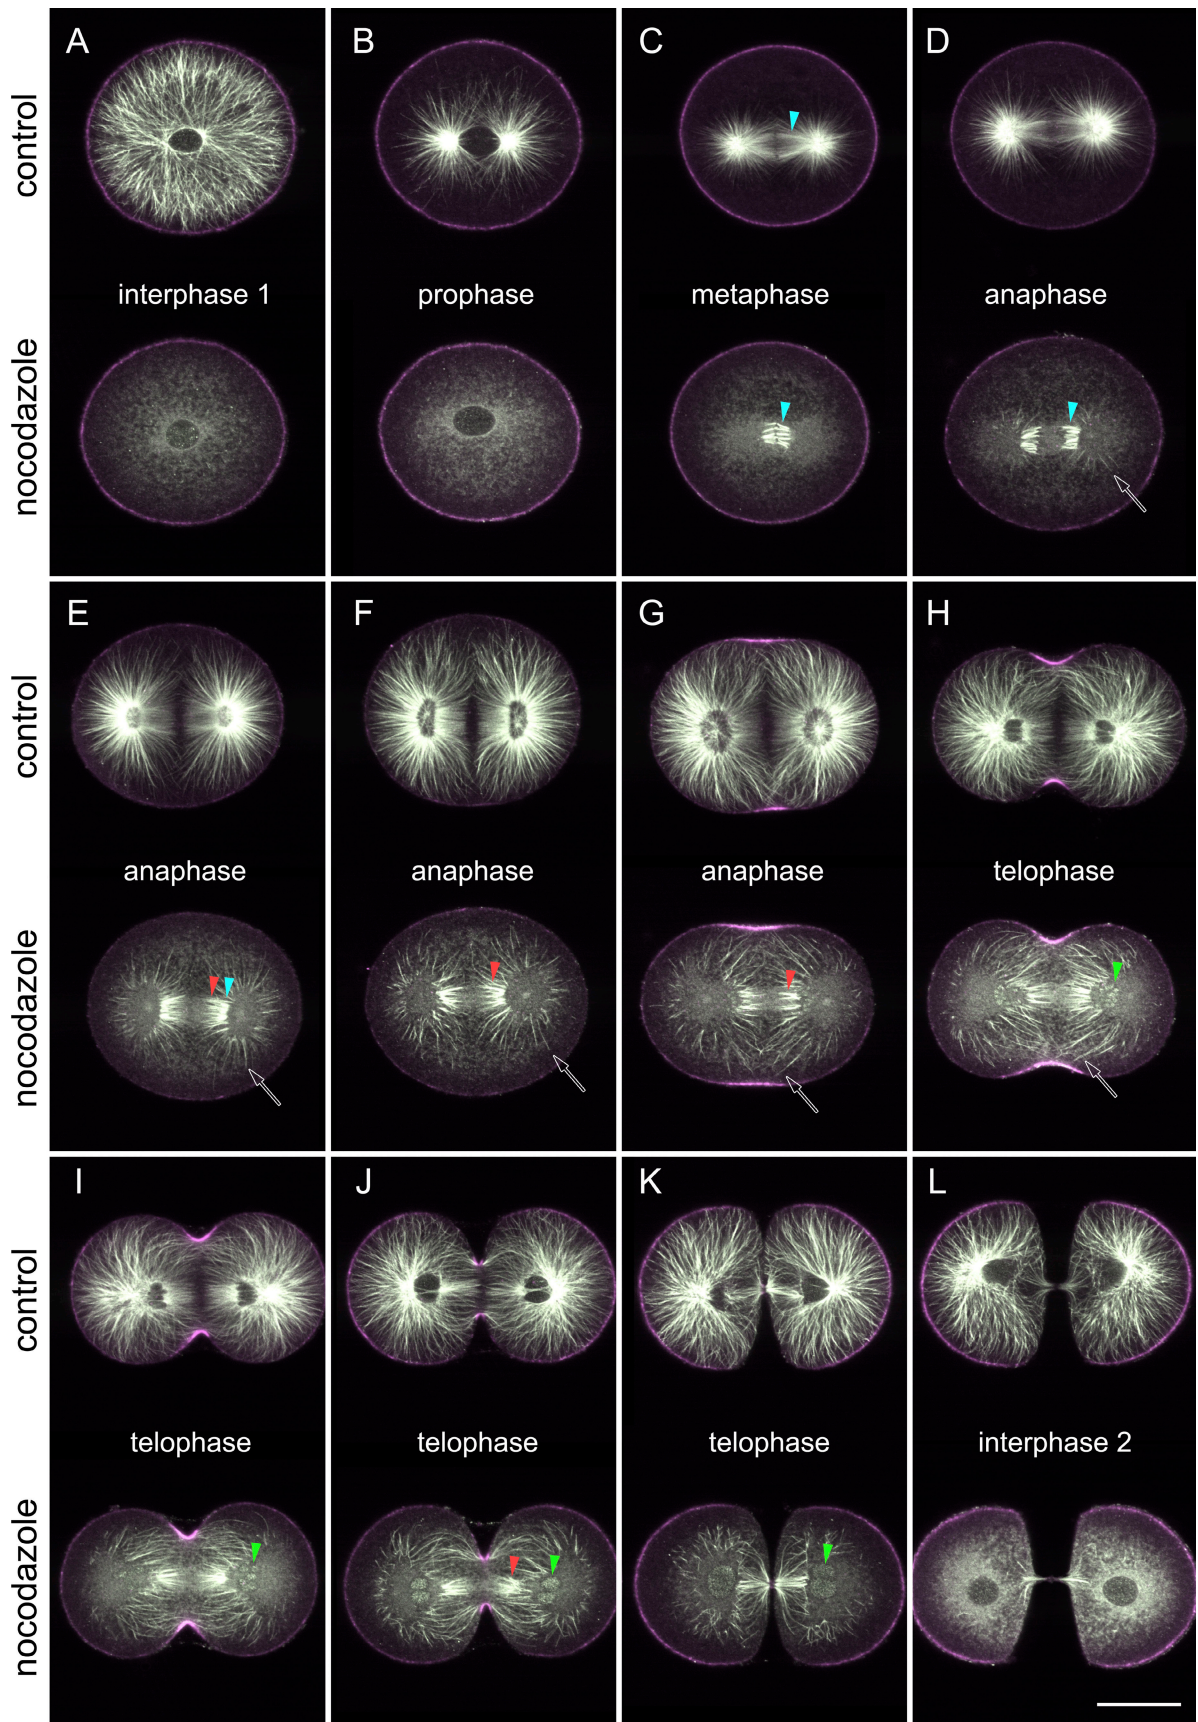 A B C D
control
interphase 1 prophase metaphase anaphase
nocodazole
E F G H
control
anaphase anaphase anaphase telophase
nocodazole
I J K L
control
telophase telophase telophase interphase 2
nocodazole